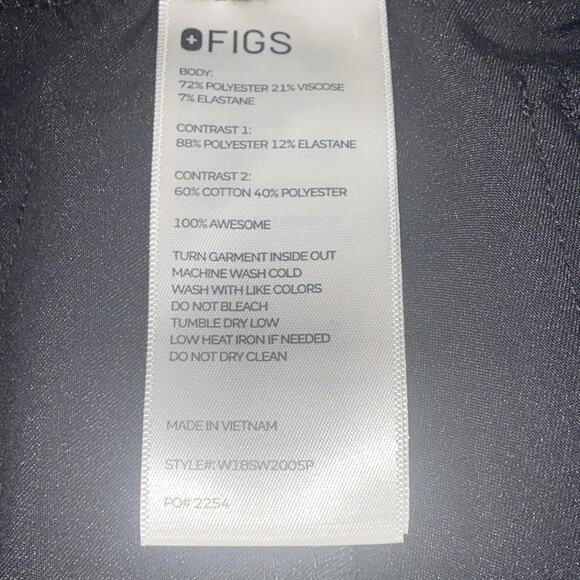 FIGS
BODY:
72% POLYESTER 21% VISCOSE
7% ELASTANE
CONTRAST 1:
88% POLYESTER 12% ELASTANE
CONTRAST 2:
60% COTTON 40% POLYESTER
100% AWESOME
TURN GARMENT INSIDE OUT
MACHINE WASH COLD
WASH WITH LIKE COLORS
DO NOT BLEACH
TUMBLE DRY LOW
LOW HEAT IRON IF NEEDED
DO NOT DRY CLEAN
MADE IN VIETNAM
STYLE#: W18SW2005P
PO# 2254